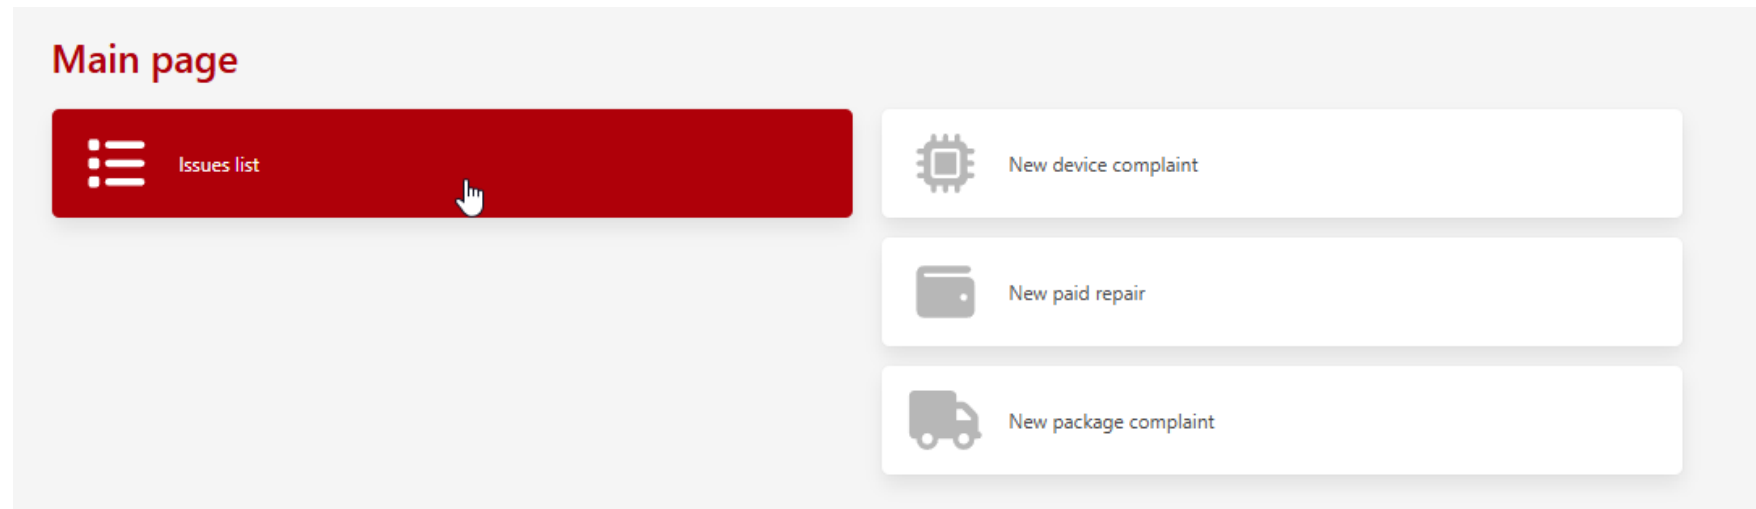 Main page
Issues list
New device complaint
New paid repair
New package complaint